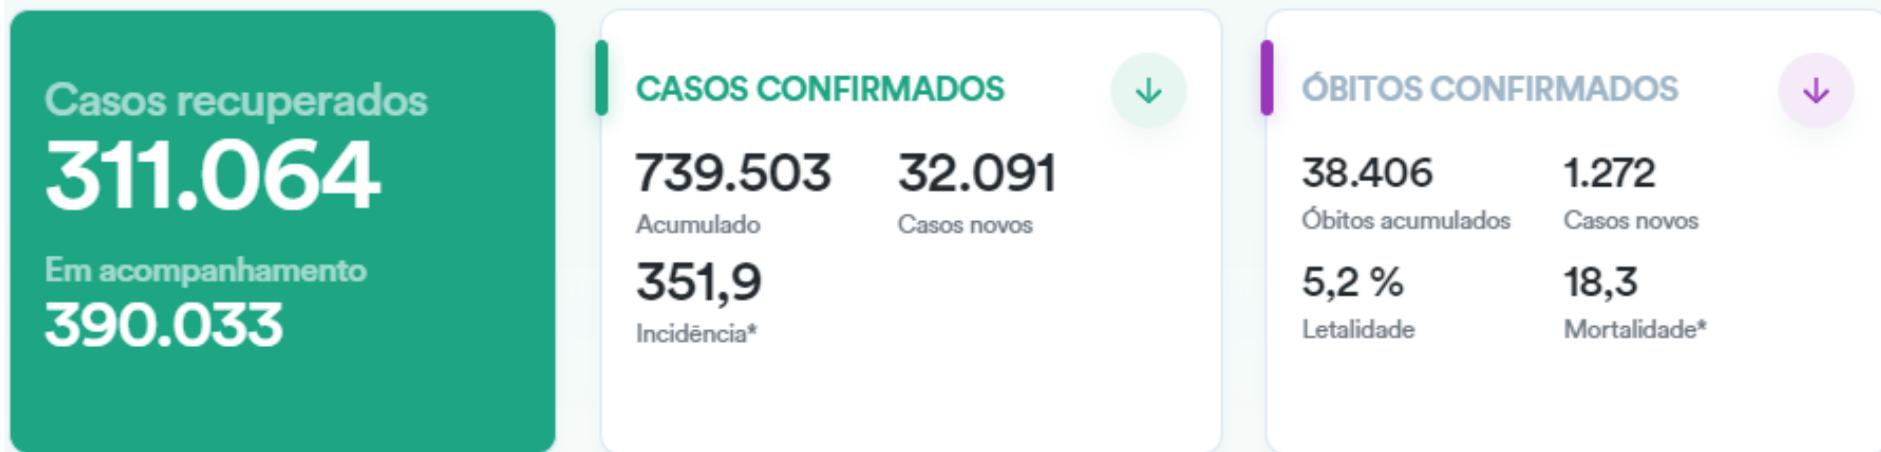 Casos recuperados
311.064
Em acompanhamento
390.033
CASOS CONFIRMADOS
739.503 32.091
Acumulado Casos novos
351,9
Incidência*
ÓBITOS CONFIRMADOS
38.406 1.272
Óbitos acumulados Casos novos
5,2 % 18,3
Letalidade Mortalidade*